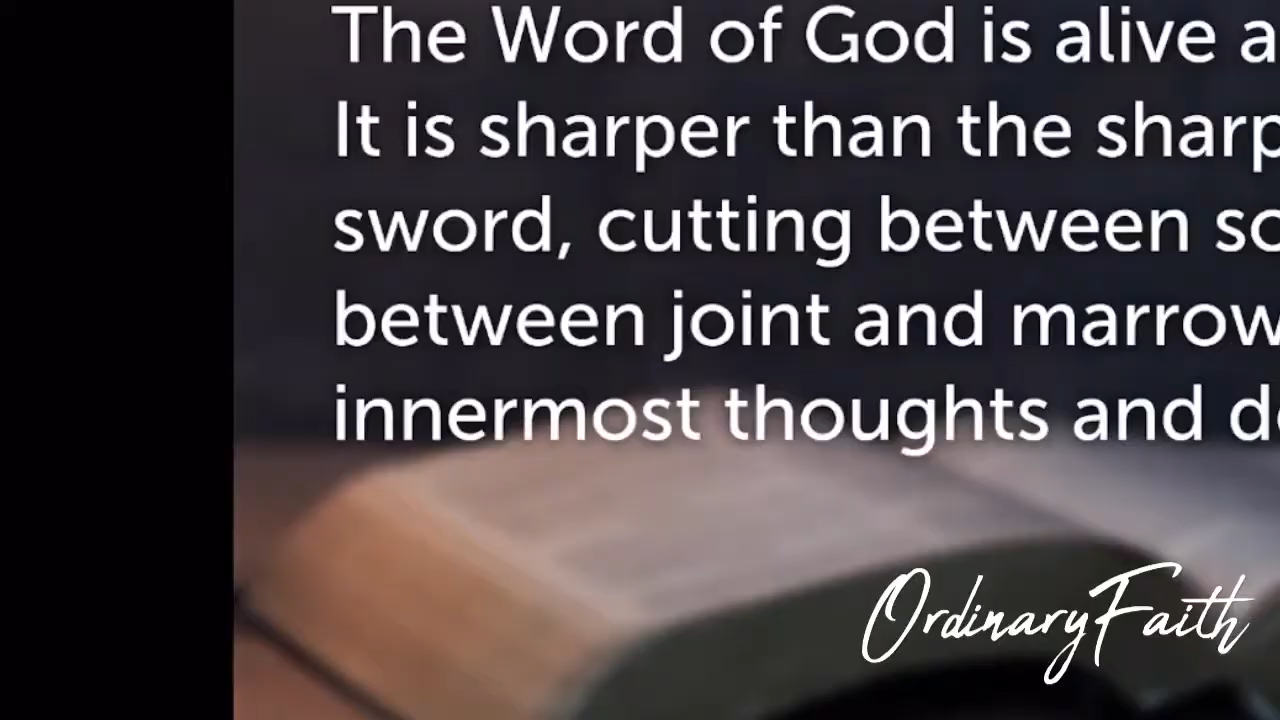 The Word of God is alive a
It is sharper than the sharp
sword, cutting between so
between joint and marrow
innermost thoughts and de
OrdinaryFaith